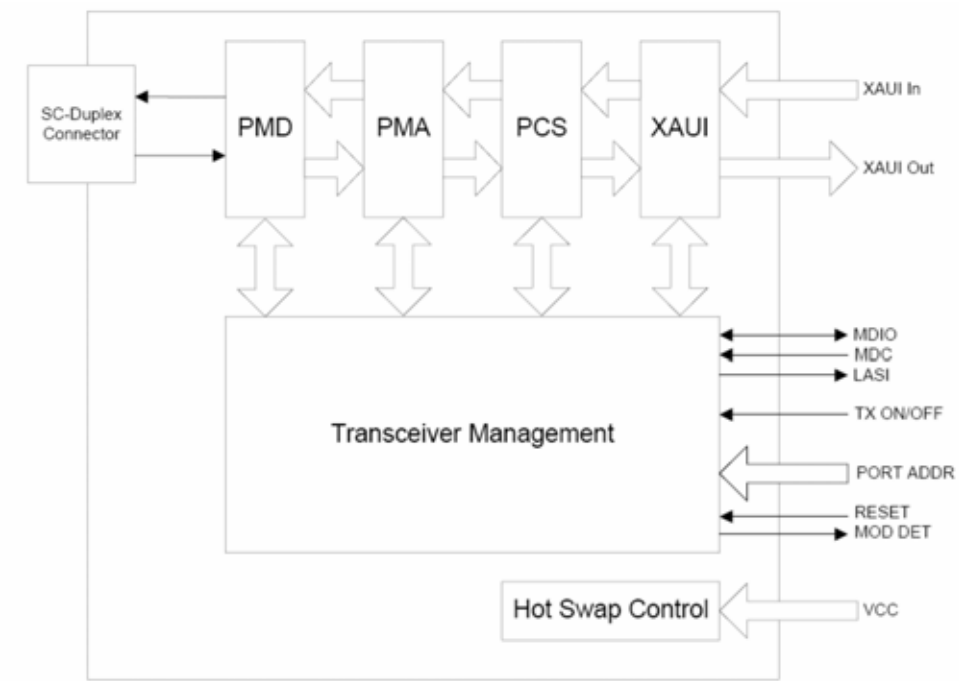 XAUI In
SC-Duplex
Connector
PMD
PMA
PCS
XAUI
XAUI Out
MDIO
MDC
LASI
TX ON/OFF
Transceiver Management
PORT ADDR
RESET
MOD DET
Hot Swap Control
VCC